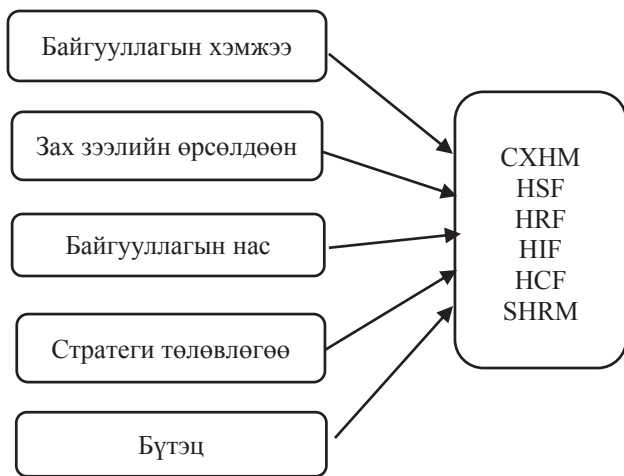 Байгууллагын хэмжээ
Зах зээлийн өрсөлдөөн
Байгууллагын нас
Стратеги төлөвлөгөө
Бүтэц
СХНМ
HSF
HRF
HIF
HCF
SHRM